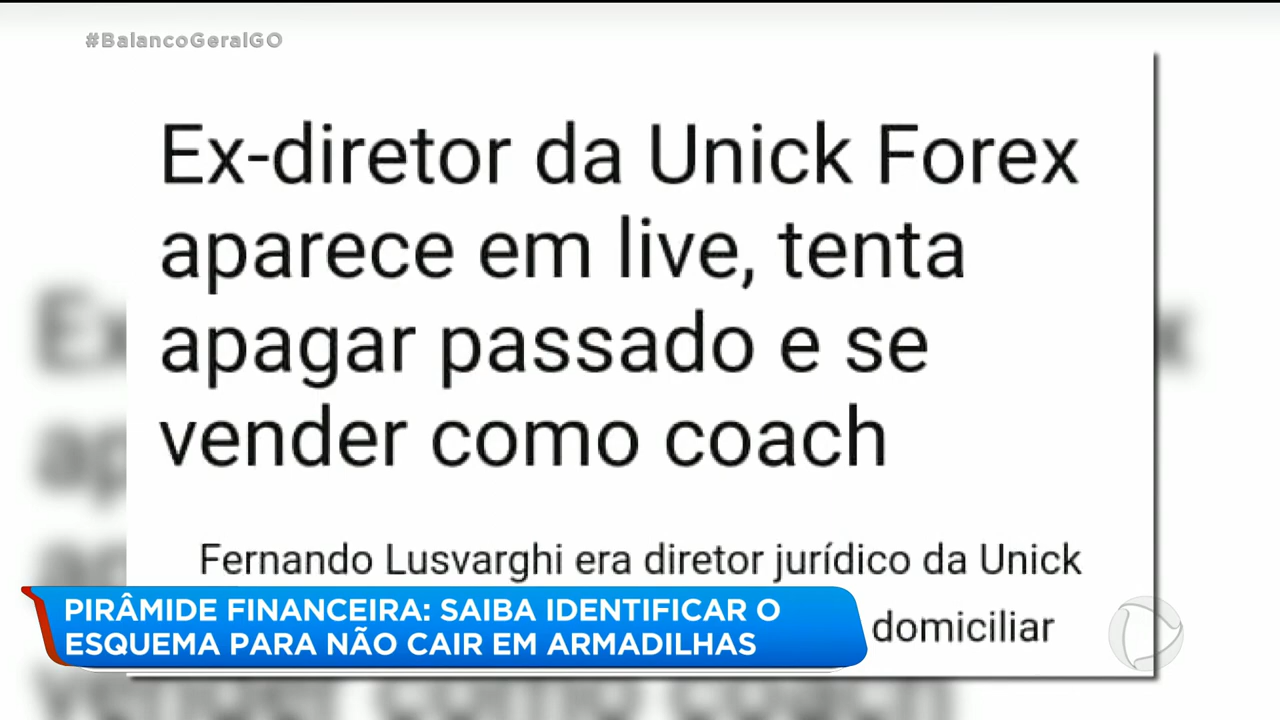 #BalancoGeralGO
Ex-diretor da Unick Forex
aparece em live, tenta
apagar passado e se
vender como coach
Fernando Lusvarghi era diretor jurídico da Unick
domiciliar
PIRÂMIDE FINANCEIRA: SAIBA IDENTIFICAR O
ESQUEMA PARA NÃO CAIR EM ARMADILHAS